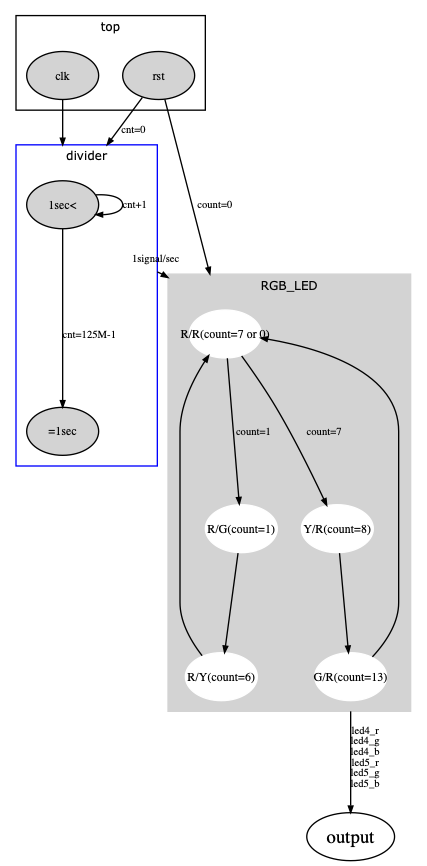 top
clk
rst
cnt=0
divider
1sec<
cnt+1
count=0
1signal/sec
RGB_LED
R/R(count=7 or 0)
cnt=125M-1
=1sec
count=1
count=7
R/G(count=1)
Y/R(count=8)
R/Y(count=6)
G/R(count=13)
led4_r
led4_g
led4_b
led5_r
led5_g
led5_b
output